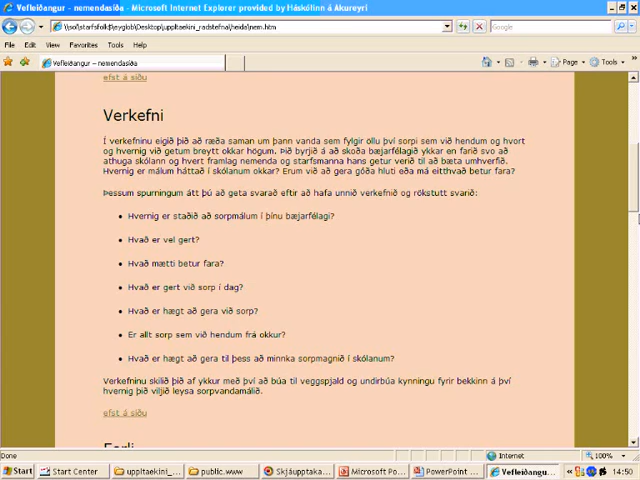 Vefleiðangur - nemendasíða - Windows Internet Explorer provided by Háskólinn á Akureyri
Google
File Edit View Favorites Tools Help
Vefleiðangur – nemendasíða
Page Tools
efst á síðu
Verkefni
Í verkefninu eigið þið að ræða saman um þann vanda sem fylgir öllu því sorpi sem við hendum og hvort
og hvernig við getum breytt okkar högum. Þið byrjið á að skoða bæjarfélagið ykkar en farið svo að
athuga skólann og hvert framlag nemenda og starfsmanna hans getur verið til að bæta umhverfið.
Hvernig er málum háttað í skólanum okkar? Erum við að gera góða hluti eða má eitthvað betur fara?
Þessum spurningum átt þú að geta svarað eftir að hafa unnið verkefnið og rökstutt svarið:
• Hvernig er staðið að sorpmálum í þínu bæjarfélagi?
• Hvað er vel gert?
• Hvað mætti betur fara?
• Hvað er gert við sorp í dag?
• Hvað er hægt að gera við sorp?
• Er allt sorp sem við hendum frá okkur?
• Hvað er hægt að gera til þess að minnka sorpmagnið í skólanum?
Verkefninu skilið þið af ykkur með því að búa til veggspjald og undirbúa kynningu fyrir bekkinn á því
hvernig þið viljið leysa sorpvandamálið.
efst á síðu
Done Internet 100%
Start Start Center uppltaekini_... public.www Skjáupptaka... Microsoft Po... PowerPoint ... Vefleiðangu... 14:50